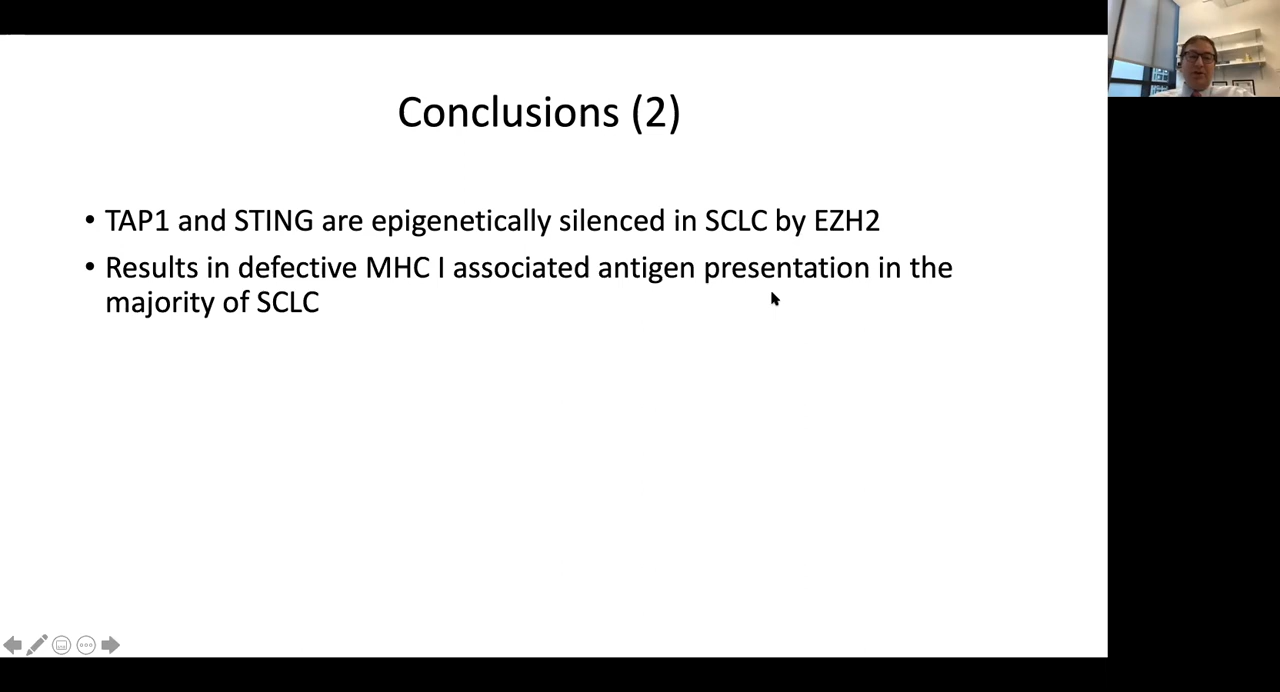 Conclusions (2)
• TAP1 and STING are epigenetically silenced in SCLC by EZH2
• Results in defective MHC I associated antigen presentation in the
majority of SCLC